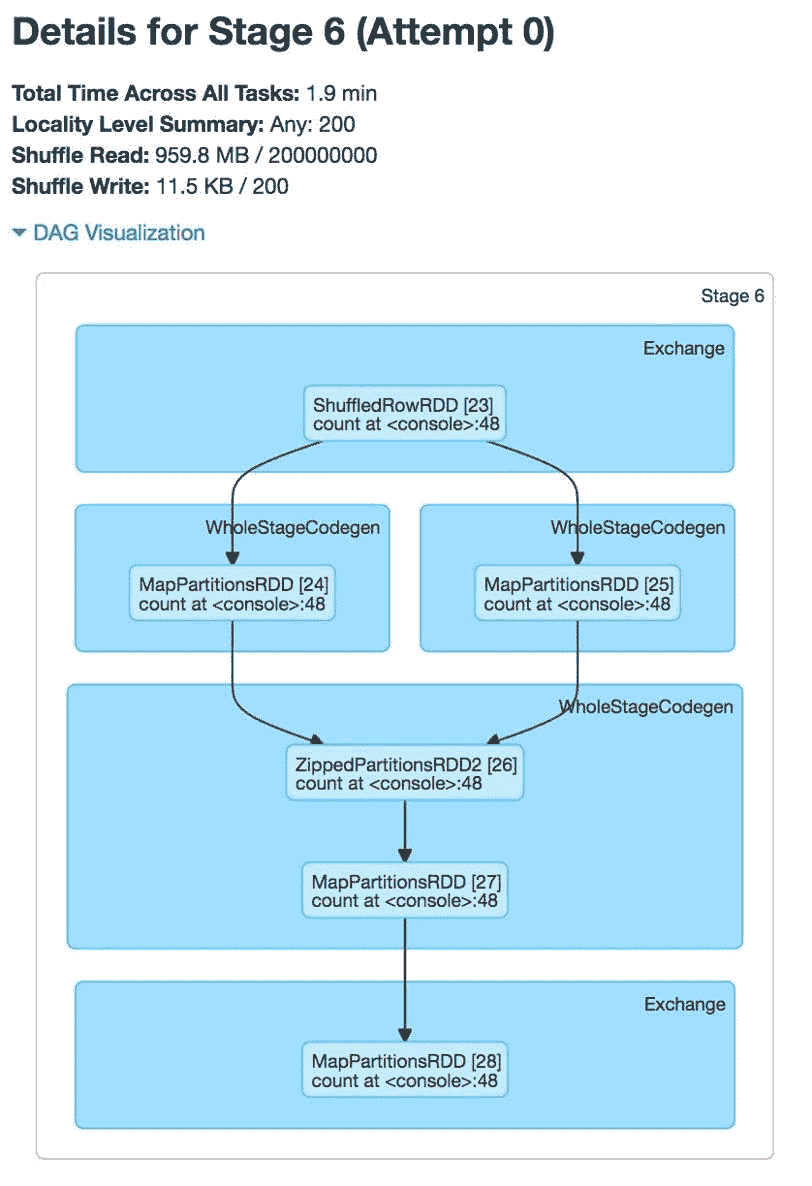 Details for Stage 6 (Attempt 0)
Total Time Across All Tasks: 1.9 min
Locality Level Summary: Any: 200
Shuffle Read: 959.8 MB / 200000000
Shuffle Write: 11.5 KB / 200
DAG Visualization
Stage 6
Exchange
ShuffledRowRDD [23]
count at <console>:48
WholeStageCodegen
MapPartitionsRDD [24]
count at <console>:48
WholeStageCodegen
MapPartitionsRDD [25]
count at <console>:48
WholeStageCodegen
ZippedPartitionsRDD2 [26]
count at <console>:48
MapPartitionsRDD [27]
count at <console>:48
Exchange
MapPartitionsRDD [28]
count at <console>:48